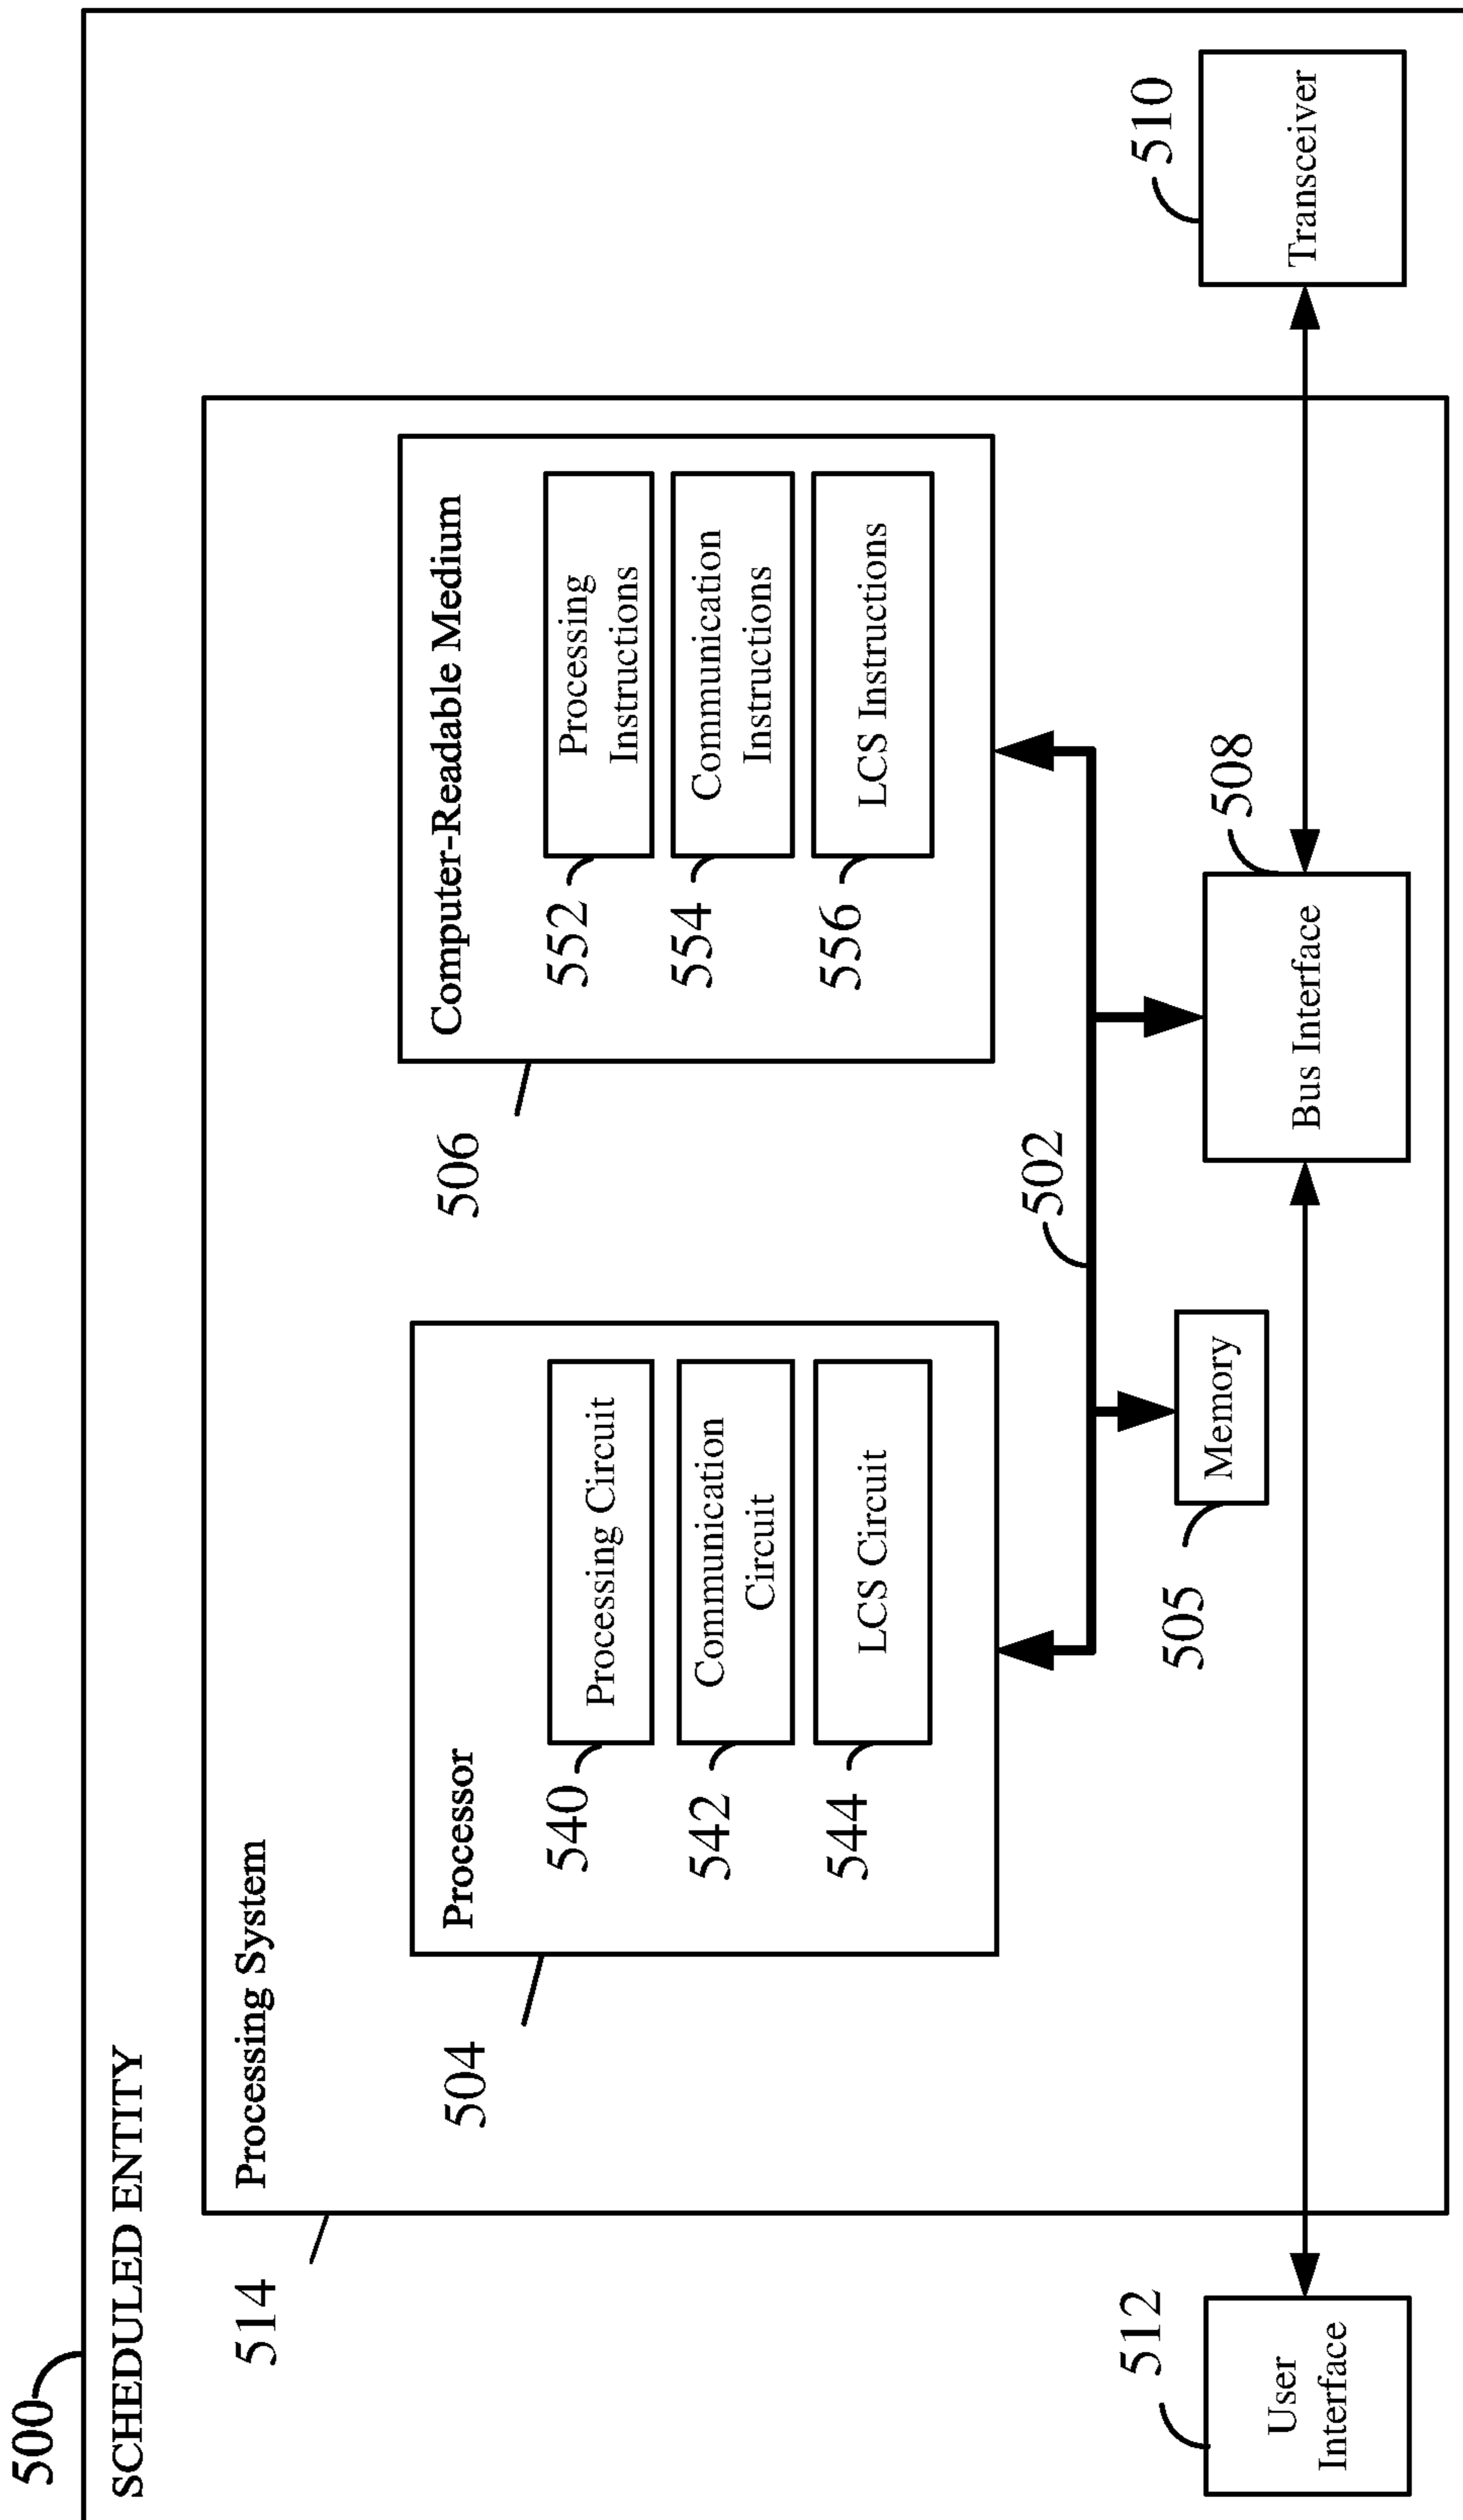 500
SCHEDULED ENTITY
514
Processing System
504
Processor
540
Processing Circuit
542
Communication
Circuit
544
LCS Circuit
506
Computer-Readable Medium
552
Processing
Instructions
554
Communication
Instructions
556
LCS Instructions
502
505
Memory
508
Bus Interface
512
User
Interface
510
Transceiver